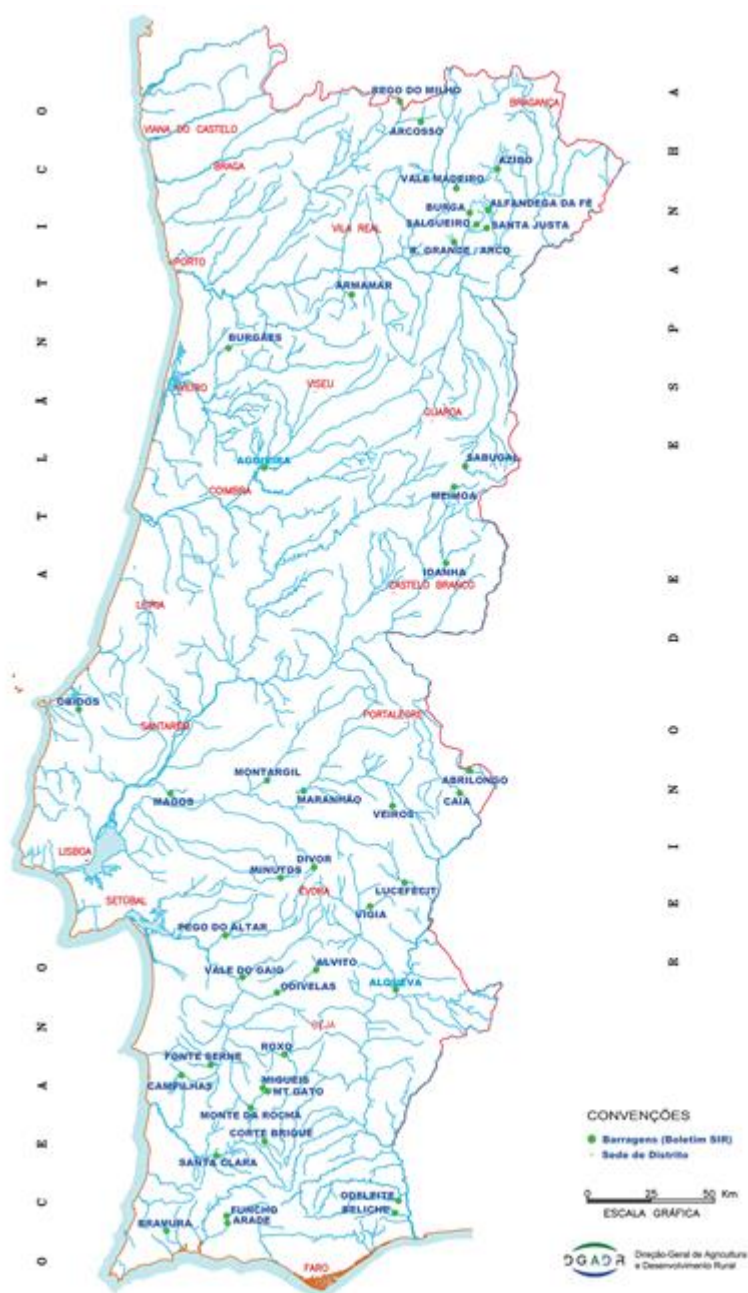 OCEANO ATLÂNTICO
REINO DE ESPANHA
REGO DO MILHO
BRAGANÇA
ARCOSSO
VIANA DO CASTELO
BRAGA
AZIBO
VALE MADEIRO
BURGA
ALFANDEGA DA FÉ
SALGUEIRO
SANTA JUSTA
VILA REAL
R. GRANDE / ARCO
PORTO
ARMAMAR
BURGÃES
AVEIRO
VISEU
GUARDA
AGUIEIRA
SABUGAL
COIMBRA
MEIMOA
IDANHA
CASTELO BRANCO
LEIRIA
OBIDOS
SANTARÉM
PORTALEGRE
ABRILONGO
MONTARGIL
MAGOS
MARANHÃO
CAIA
VEIROS
LISBOA
DIVOR
MINUTOS
ÉVORA
LUCEFECIT
SETÚBAL
VIGIA
PEGO DO ALTAR
ALVITO
VALE DO GAIO
ODIVELAS
ALQUEVA
BEJA
ROXO
FONTE SERNE
CAMPILHAS
MIGUEIS
MT.GATO
MONTE DA ROCHA
CORTE BRIQUE
SANTA CLARA
ODELEITE
BELICHE
FUNCHO
ARADE
BRAVURA
FARO
CONVENÇÕES
Barragens (Boletim SIR)
Sede de Distrito
0 25 50 Km
ESCALA GRÁFICA
DGADR
Direção-Geral de Agricultura
e Desenvolvimento Rural